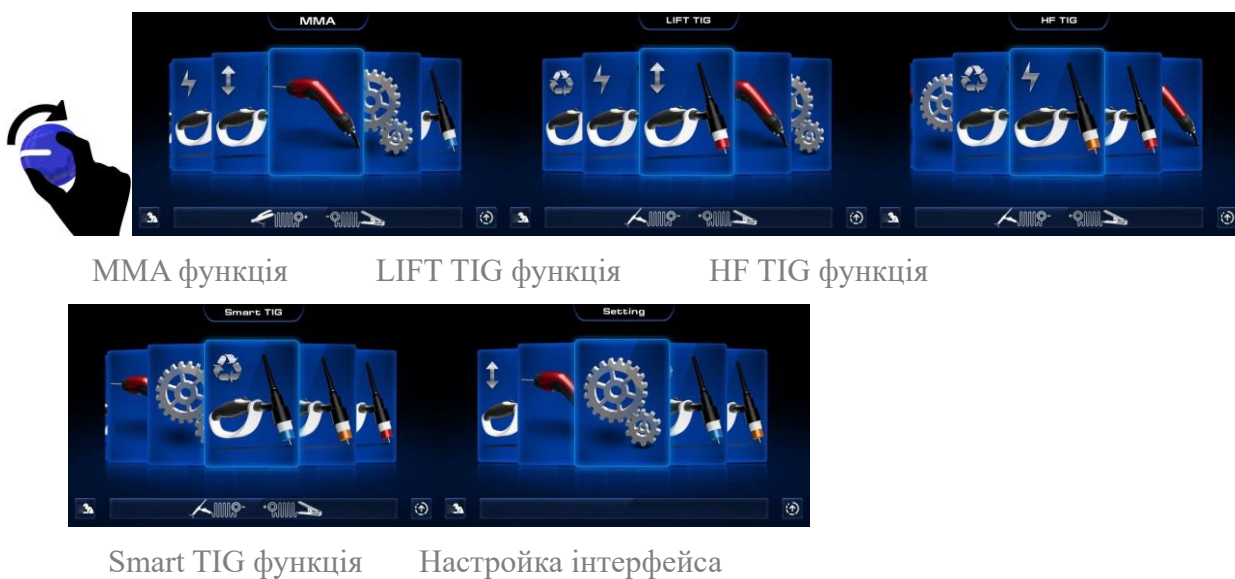 MMA LIFT TIG HF TIG
MMA функція LIFT TIG функція HF TIG функція
Smart TIG Setting
Smart TIG функція Настройка інтерфейса